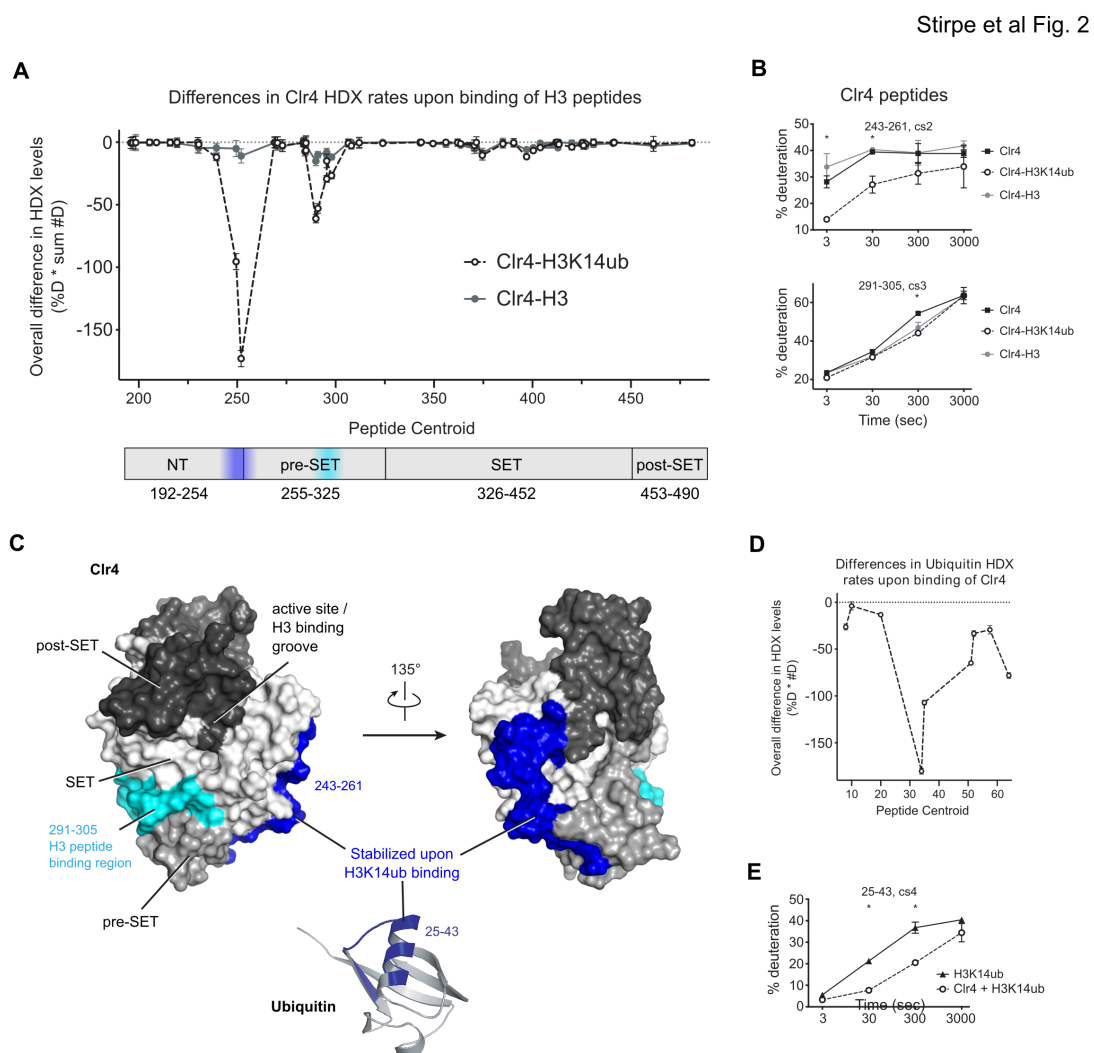 Stirpe et al Fig. 2
A
Differences in Clr4 HDX rates upon binding of H3 peptides
Overall difference in HDX levels
(%D * sum #D)
0
-50
-100
-150
Clr4-H3K14ub
Clr4-H3
200
250
300
350
400
450
Peptide Centroid
NT
pre-SET
SET
post-SET
192-254
255-325
326-452
453-490
B
Clr4 peptides
243-261, cs2
*
*
% deuteration
50
40
30
20
10
3
30
300
3000
Clr4
Clr4-H3K14ub
Clr4-H3
291-305, cs3
*
% deuteration
60
40
20
3
30
300
3000
Time (sec)
Clr4
Clr4-H3K14ub
Clr4-H3
C
Clr4
post-SET
active site /
H3 binding
groove
135°
SET
243-261
291-305
H3 peptide
binding region
Stabilized upon
H3K14ub binding
pre-SET
25-43
Ubiquitin
D
Differences in Ubiquitin HDX
rates upon binding of Clr4
Overall difference in HDX levels
(%D * #D)
0
-50
-100
-150
10
20
30
40
50
60
Peptide Centroid
E
25-43, cs4
*
*
% deuteration
50
40
30
20
10
0
H3K14ub
Clr4 + H3K14ub
Time (sec)
3
30
300
3000